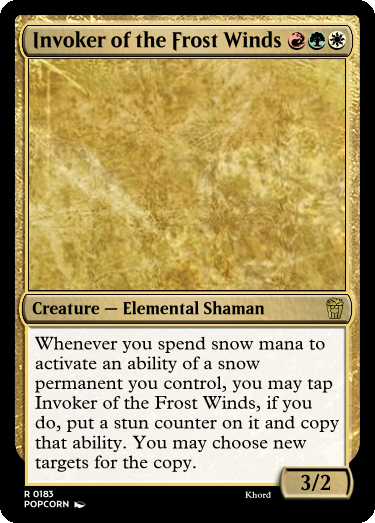 Invoker of the Frost Winds
Creature — Elemental Shaman
Whenever you spend snow mana to
activate an ability of a snow
permanent you control, you may tap
Invoker of the Frost Winds, if you
do, put a stun counter on it and copy
that ability. You may choose new
targets for the copy.
3/2
R 0183
POPCORN
Khord